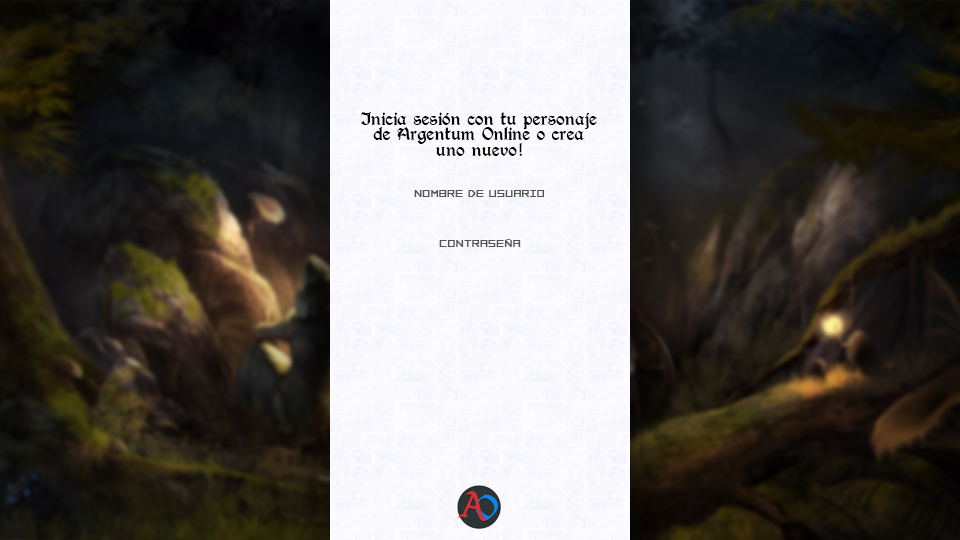 Inicia sesión con tu personaje
de Argentum Online o crea
uno nuevo!
NOMBRE DE USUARIO
CONTRASEÑA
AO